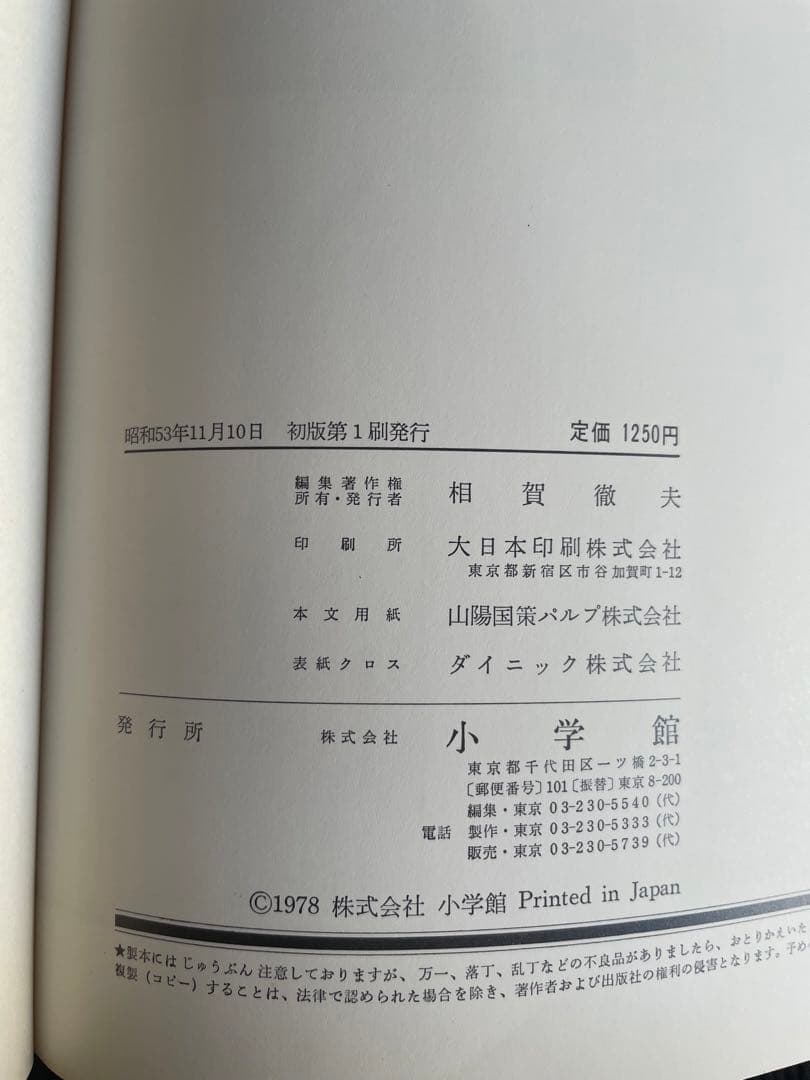 昭和53年11月10日 初版第1刷発行 定価 1250円
編集著作権
所有・発行者 相賀徹夫
印刷所 大日本印刷株式会社
東京都新宿区市谷加賀町1-12
本文用紙 山陽国策パルプ株式会社
表紙クロス ダイニック株式会社
発行所 株式会社 小学館
東京都千代田区一ツ橋2-3-1
〔郵便番号〕101〔振替〕東京8-200
編集・東京 03-230-5540(代)
電話 製作・東京 03-230-5333(代)
販売・東京 03-230-5739(代)
©1978 株式会社 小学館 Printed in Japan
★製本にはじゅうぶん注意しておりますが、万一、落丁、乱丁などの不良品がありましたら、おとりかえいた
複製(コピー)することは、法律で認められた場合を除き、著作者および出版社の権利の侵害となります。予め